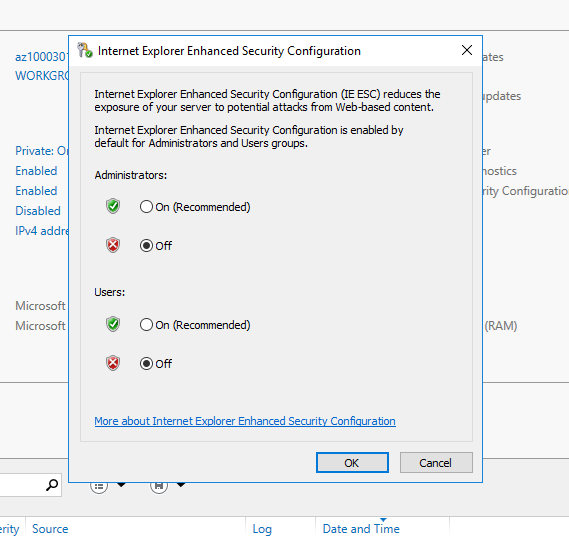 Internet Explorer Enhanced Security Configuration
Internet Explorer Enhanced Security Configuration (IE ESC) reduces the
exposure of your server to potential attacks from Web-based content.
Internet Explorer Enhanced Security Configuration is enabled by
default for Administrators and Users groups.
Administrators:
On (Recommended)
Off
Users:
On (Recommended)
Off
More about Internet Explorer Enhanced Security Configuration
OK Cancel
az1000301
WORKGRO
Private: On
Enabled
Enabled
Disabled
IPv4 addre
Microsoft
Microsoft
ates
updates
er
nostics
rity Configuratio
(RAM)
erity Source Log Date and Time